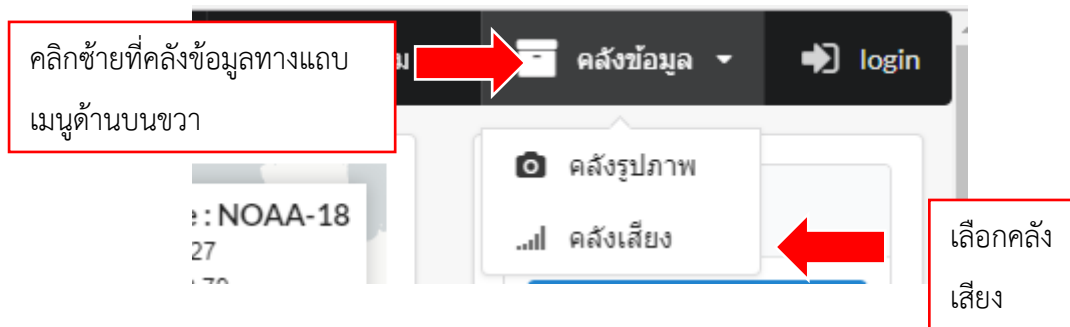 คลิกซ้ายที่คลังข้อมูลทางแถบ
เมนูด้านบนขวา
คลังข้อมูล
login
คลังรูปภาพ
คลังเสียง
: NOAA-18
27
เลือกคลัง
เสียง